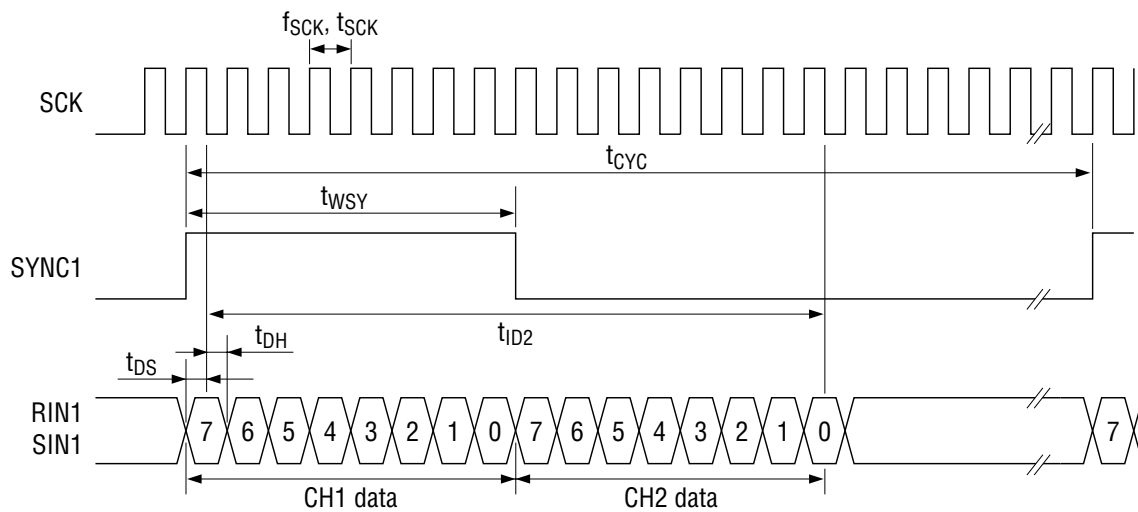 fSCK, tSCK
SCK
tCYC
tWSY
SYNC1
tID2
tDH
tDS
RIN1
SIN1
7 6 5 4 3 2 1 0 7 6 5 4 3 2 1 0 7
CH1 data CH2 data